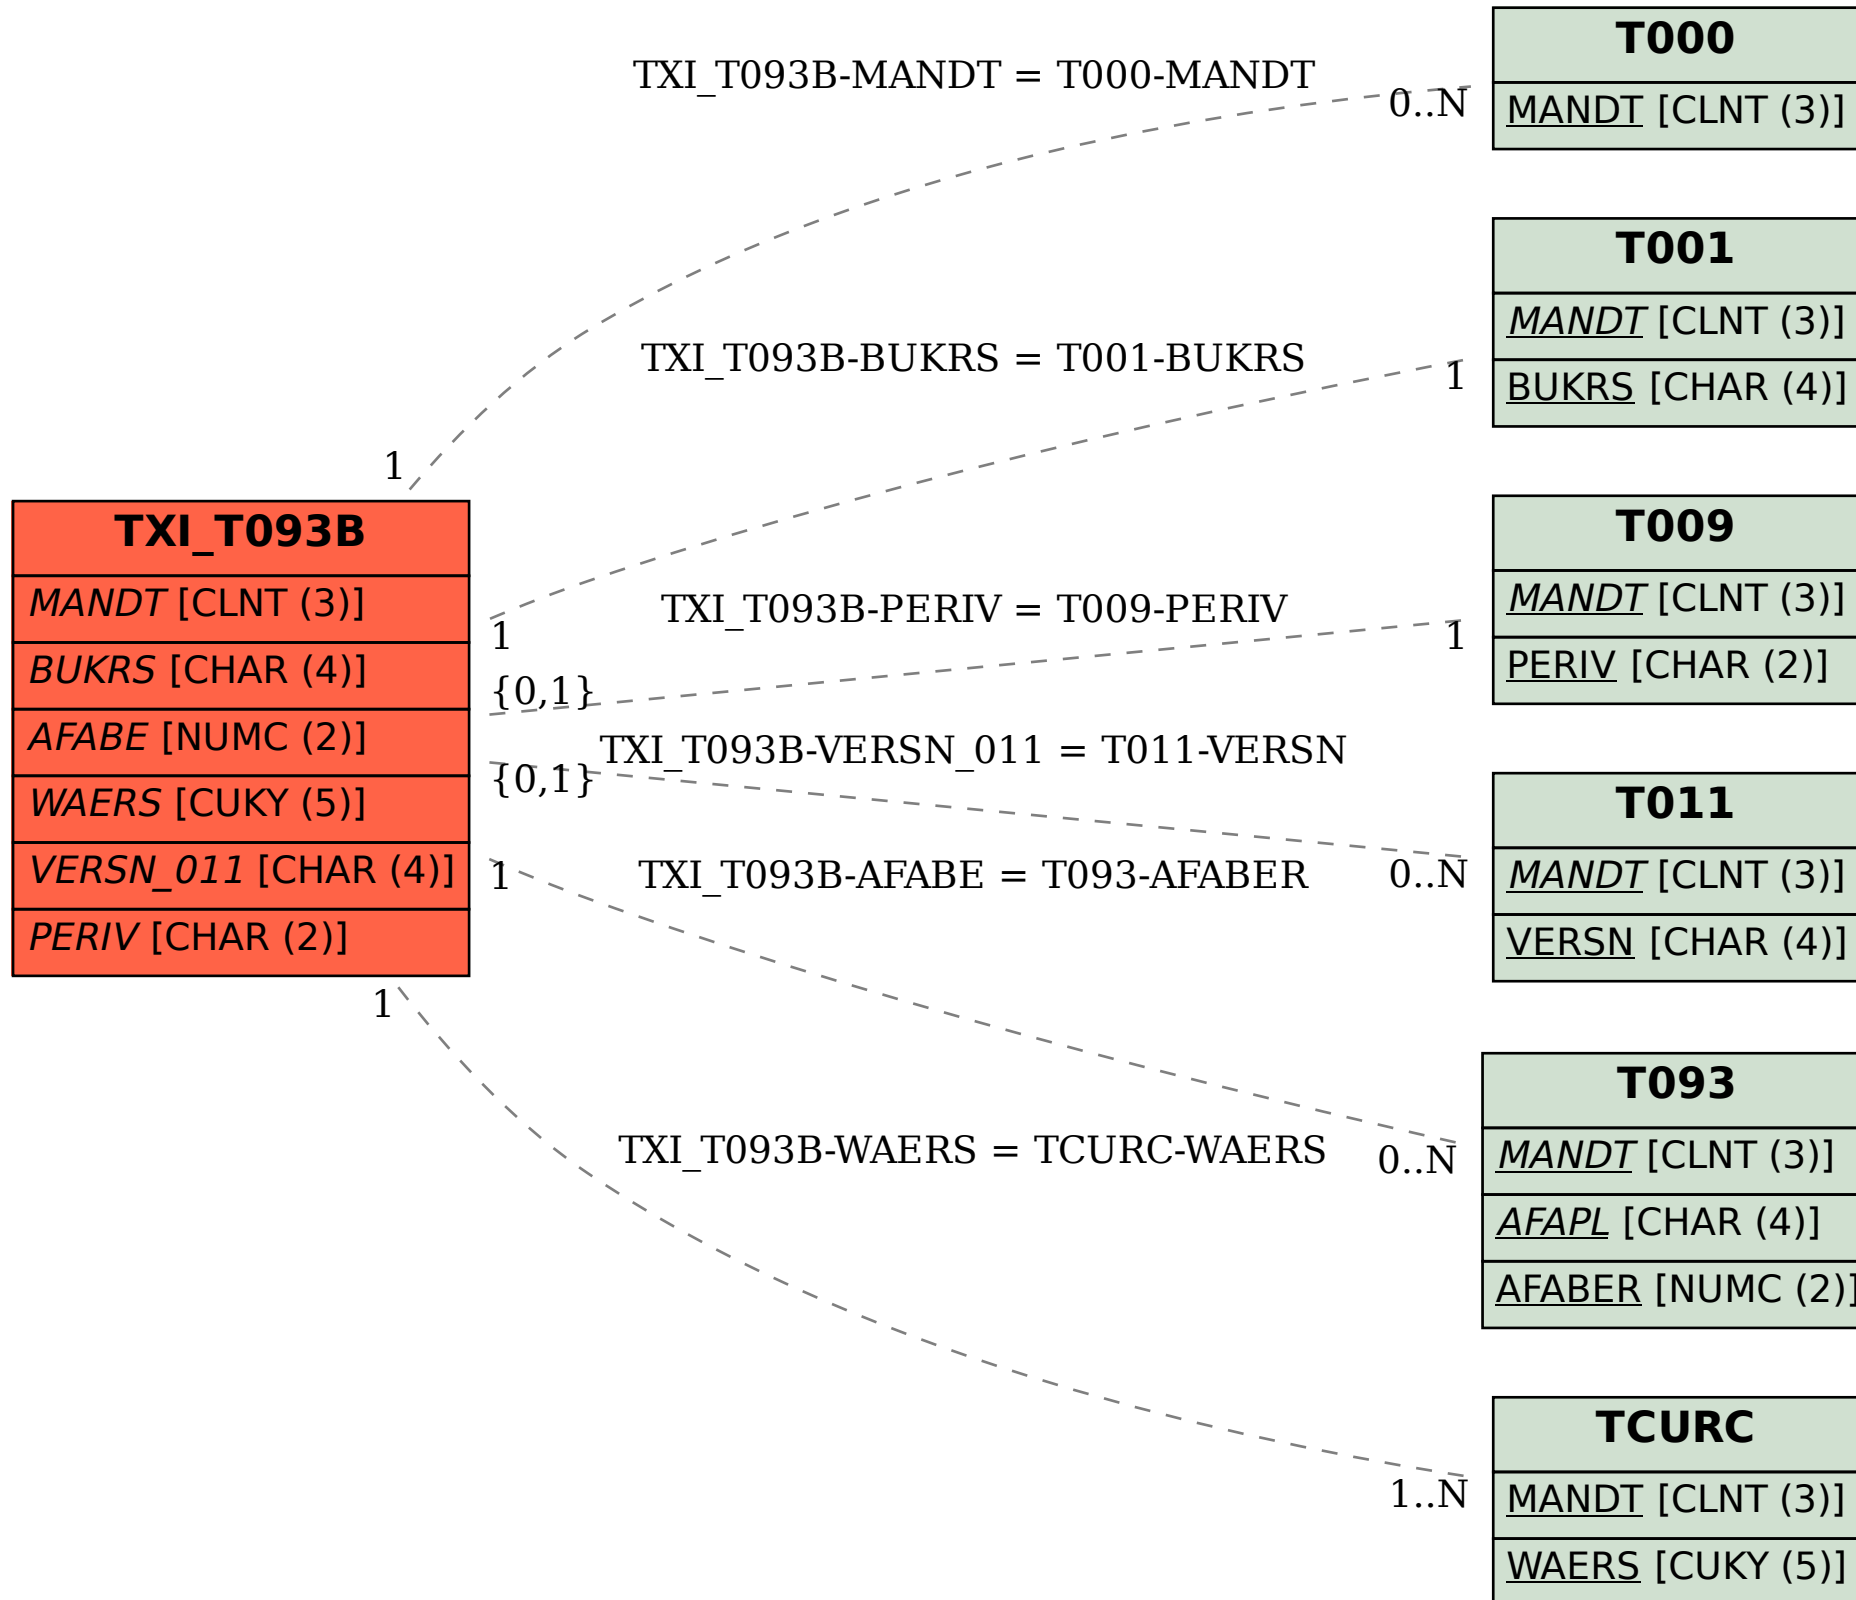 TXI_T093B
MANDT [CLNT (3)]
BUKRS [CHAR (4)]
AFABE [NUMC (2)]
WAERS [CUKY (5)]
VERSN_011 [CHAR (4)]
PERIV [CHAR (2)]
TXI_T093B-MANDT = T000-MANDT
1
0..N
TXI_T093B-BUKRS = T001-BUKRS
1
1
TXI_T093B-PERIV = T009-PERIV
{0,1}
1
TXI_T093B-VERSN_011 = T011-VERSN
{0,1}
0..N
TXI_T093B-AFABE = T093-AFABER
1
0..N
TXI_T093B-WAERS = TCURC-WAERS
1
1..N
T000
MANDT [CLNT (3)]
T001
MANDT [CLNT (3)]
BUKRS [CHAR (4)]
T009
MANDT [CLNT (3)]
PERIV [CHAR (2)]
T011
MANDT [CLNT (3)]
VERSN [CHAR (4)]
T093
MANDT [CLNT (3)]
AFAPL [CHAR (4)]
AFABER [NUMC (2)]
TCURC
MANDT [CLNT (3)]
WAERS [CUKY (5)]